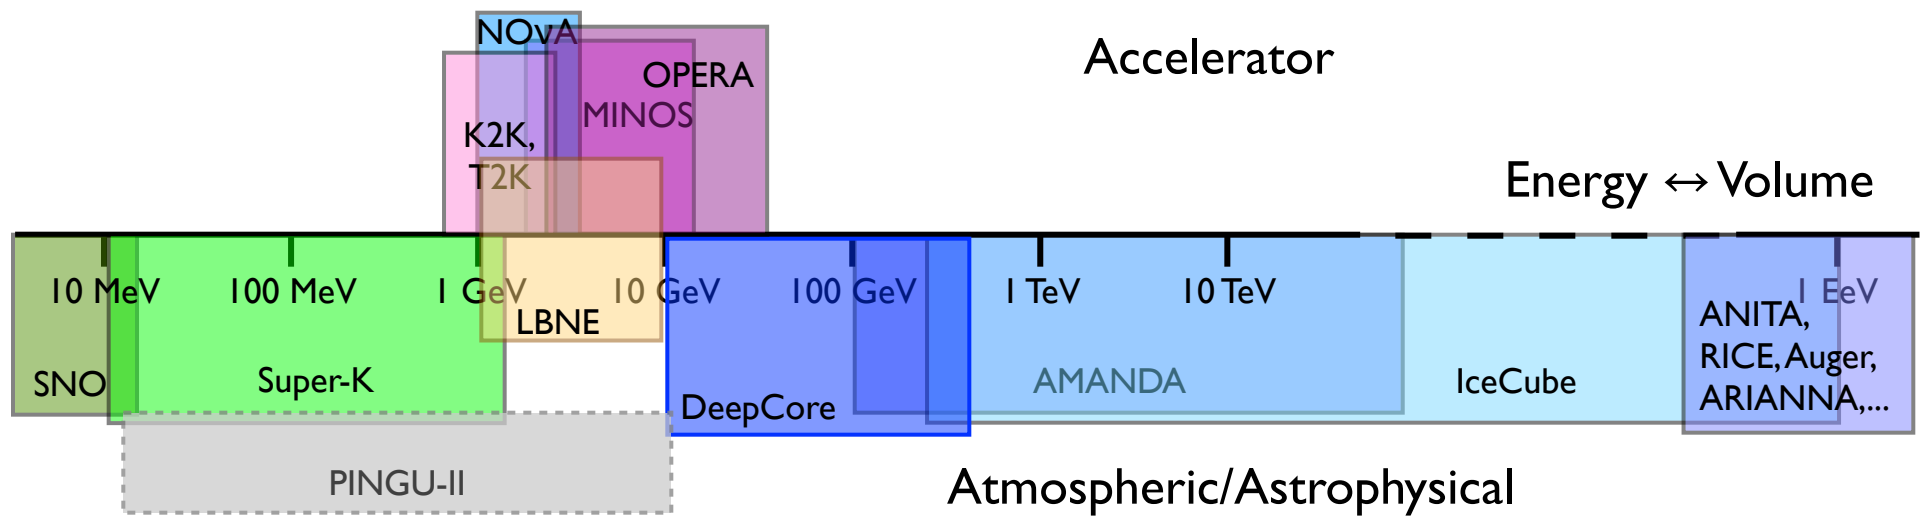 NOνA
Accelerator
OPERA
MINOS
K2K,
T2K
Energy ↔ Volume
10 MeV
100 MeV
1 GeV
10 GeV
100 GeV
1 TeV
10 TeV
1 EeV
LBNE
ANITA,
RICE, Auger,
ARIANNA,...
SNO
Super-K
DeepCore
AMANDA
IceCube
PINGU-II
Atmospheric/Astrophysical